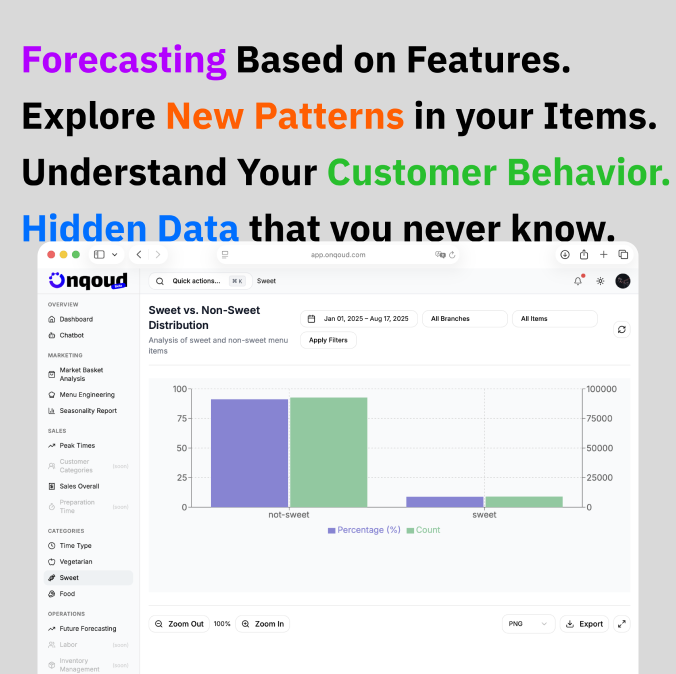 Forecasting Based on Features.
Explore New Patterns in your Items.
Understand Your Customer Behavior.
Hidden Data that you never know.
app.onqoud.com
Onqoud
Quick actions...
⌘ K
Sweet
OVERVIEW
Dashboard
Chatbot
MARKETING
Market Basket
Analysis
Menu Engineering
Seasonality Report
SALES
Peak Times
Customer
Categories
[soon]
Sales Overall
Preparation
Time
[soon]
CATEGORIES
Time Type
Vegetarian
Sweet
Food
OPERATIONS
Future Forecasting
Labor
[soon]
Inventory
Management
[soon]
Sweet vs. Non-Sweet
Distribution
Analysis of sweet and non-sweet menu
items
Jan 01, 2025 – Aug 17, 2025
All Branches
All Items
Apply Filters
100
75
50
25
0
100000
75000
50000
25000
0
not-sweet
sweet
Percentage (%)
Count
Zoom Out
100%
Zoom In
PNG
Export